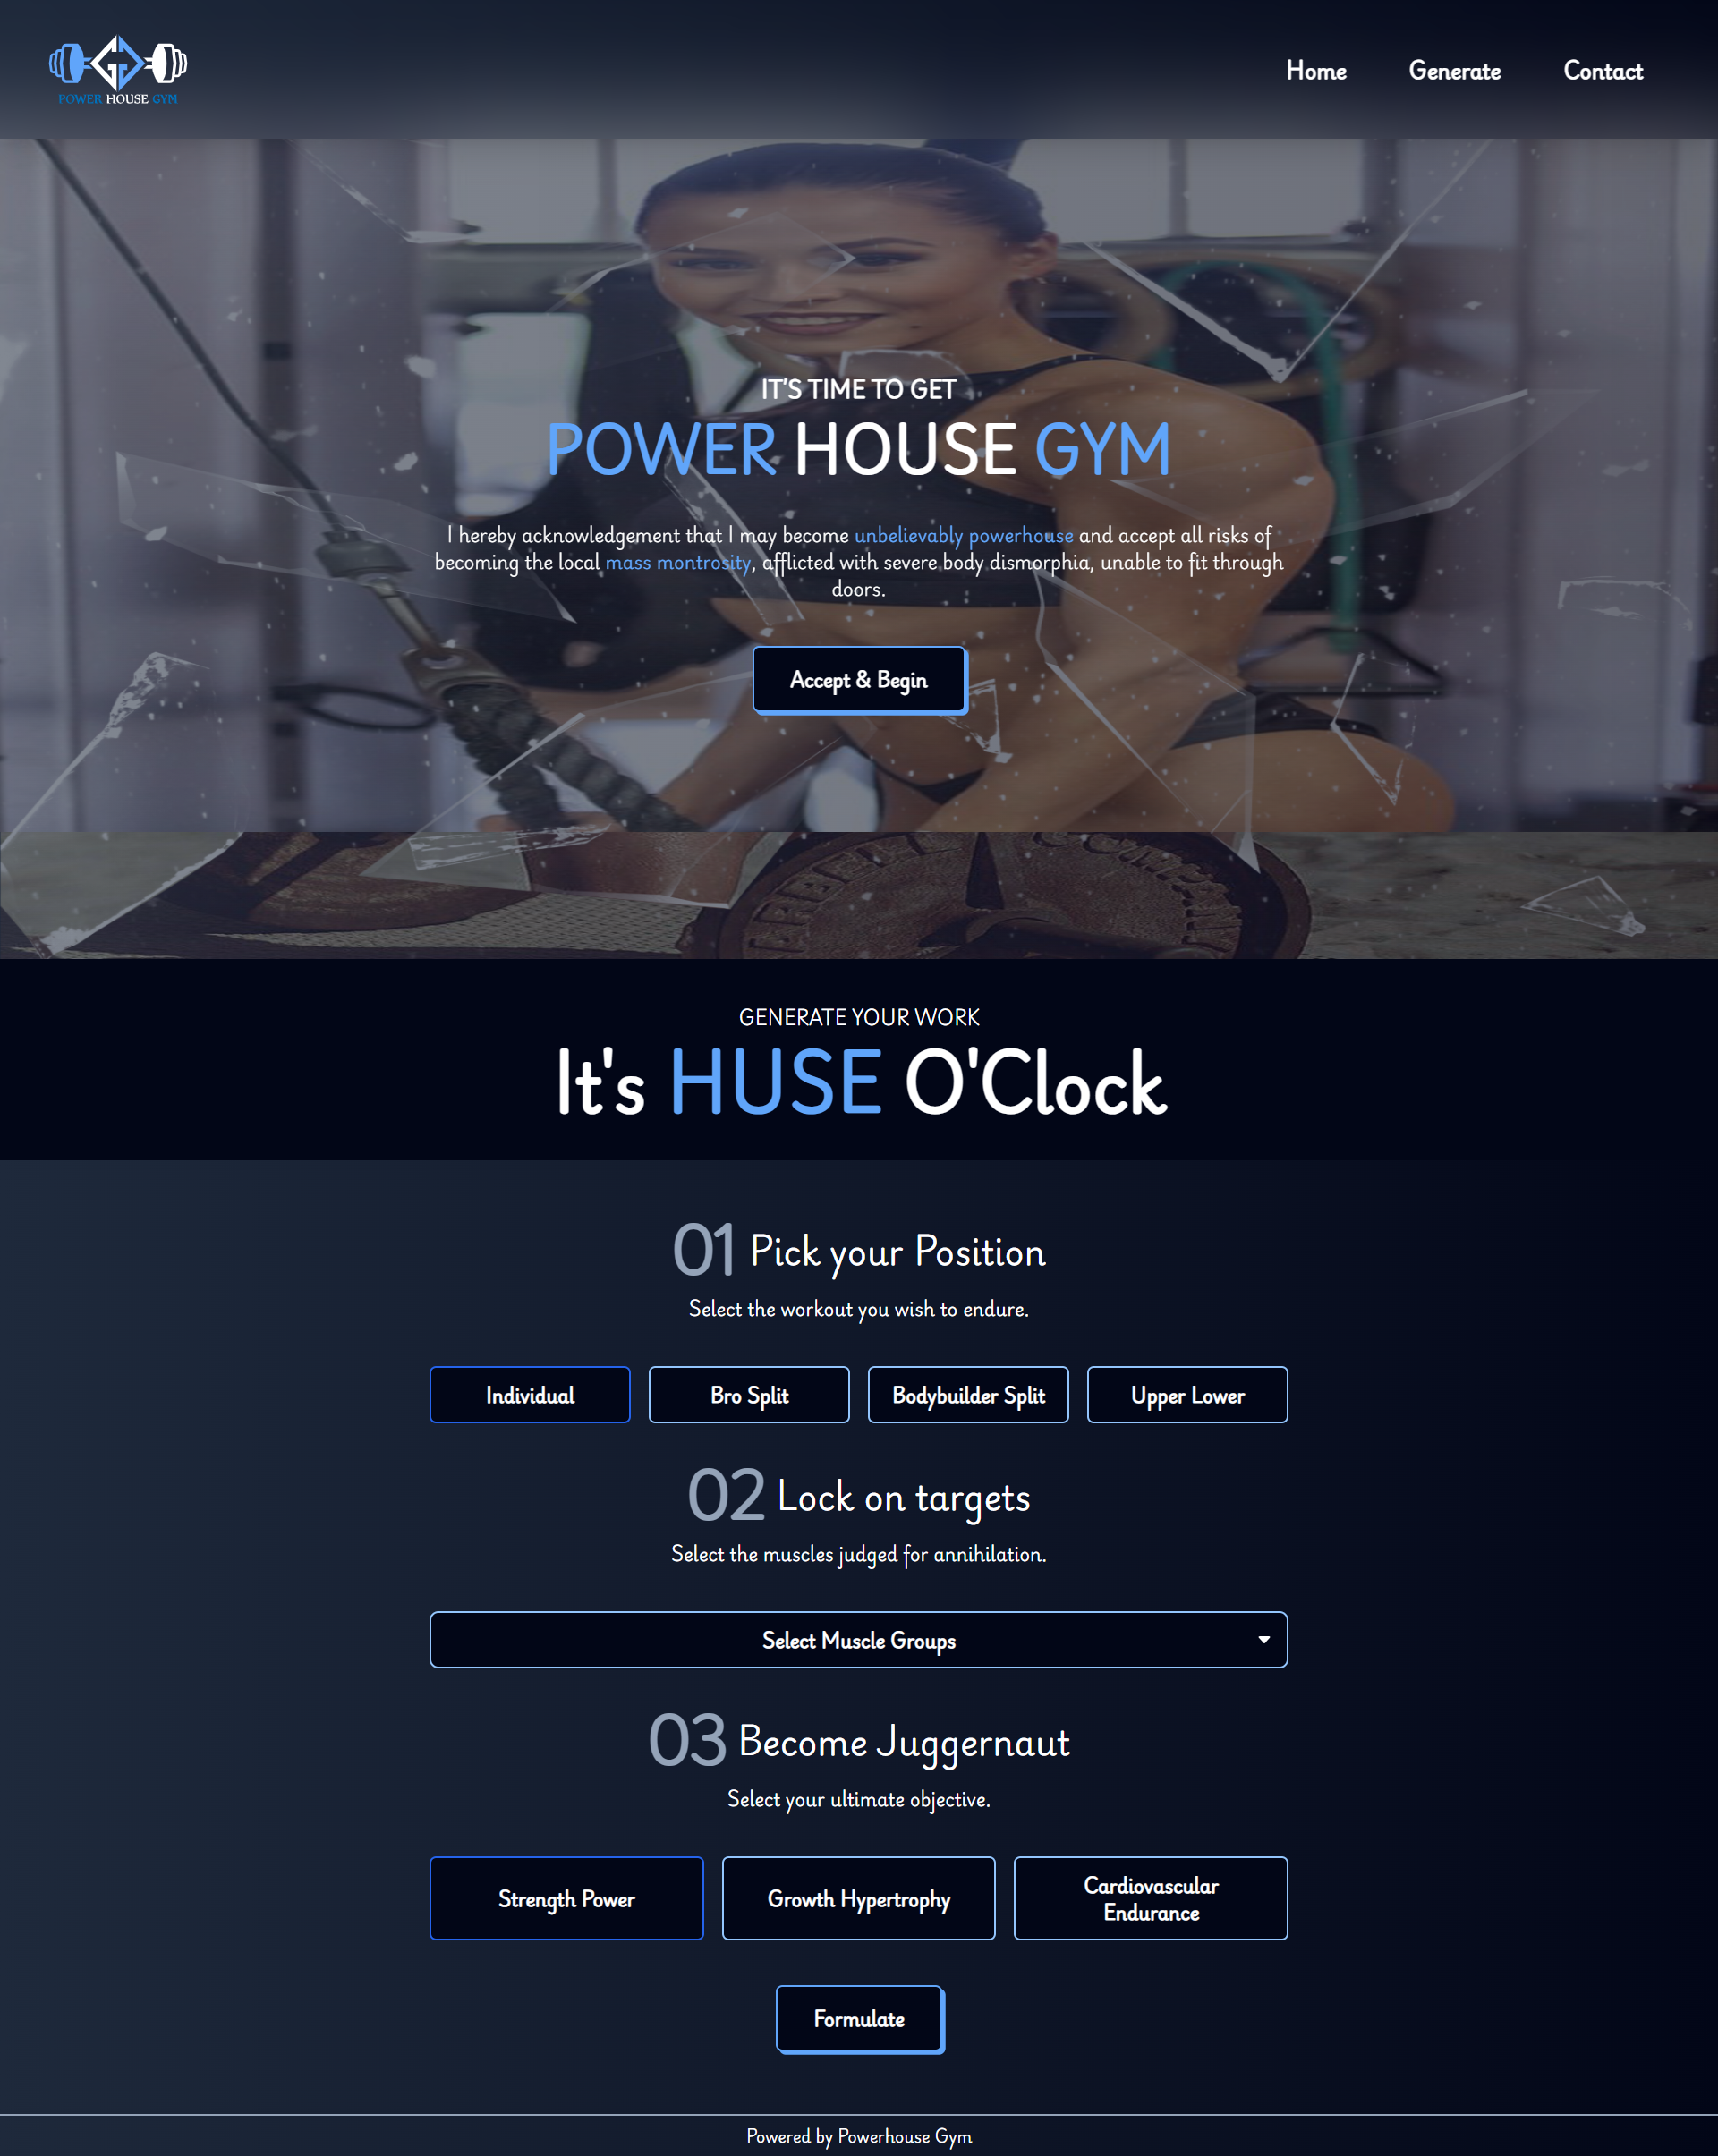 POWER HOUSE GYM
Home
Generate
Contact
IT'S TIME TO GET
POWER HOUSE GYM
I hereby acknowledgement that I may become unbelievably powerhouse and accept all risks of
becoming the local mass montrosity, afflicted with severe body dismorphia, unable to fit through
doors.
Accept & Begin
GENERATE YOUR WORK
It's HUSE O'Clock
01 Pick your Position
Select the workout you wish to endure.
Individual
Bro Split
Bodybuilder Split
Upper Lower
02 Lock on targets
Select the muscles judged for annihilation.
Select Muscle Groups
03 Become Juggernaut
Select your ultimate objective.
Strength Power
Growth Hypertrophy
Cardiovascular
Endurance
Formulate
Powered by Powerhouse Gym